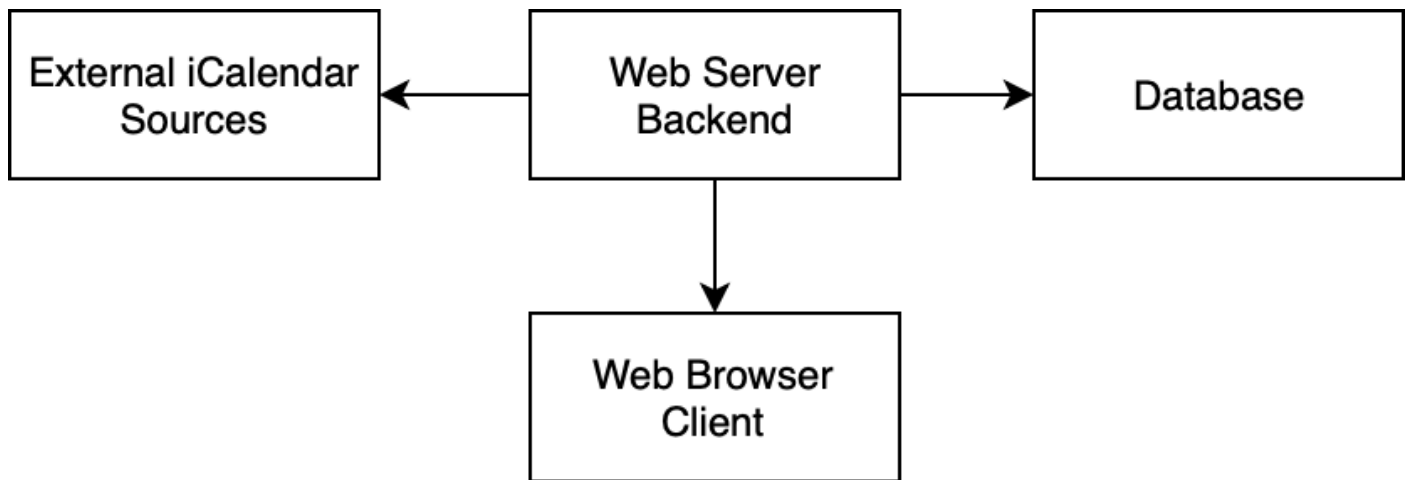 External iCalendar
Sources
Web Server
Backend
Database
Web Browser
Client